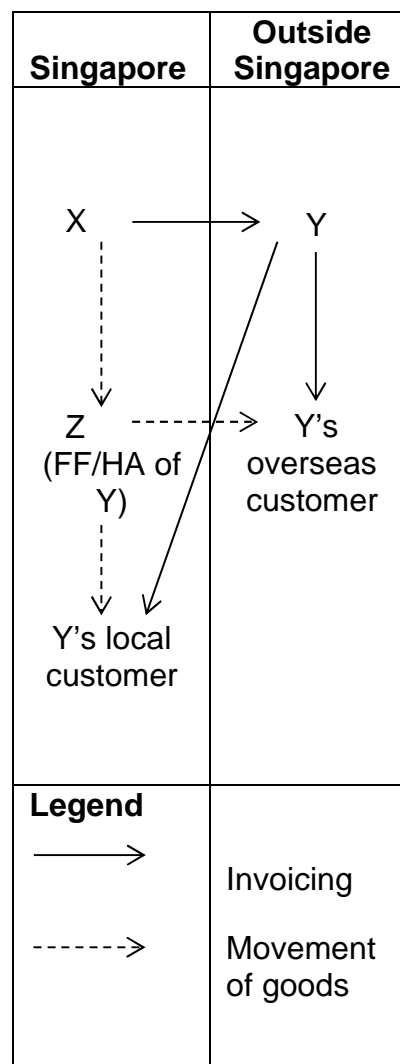 Singapore
Outside
Singapore
X
Y
Z
(FF/HA of
Y)
Y’s
overseas
customer
Y’s local
customer
Legend
Invoicing
Movement
of goods